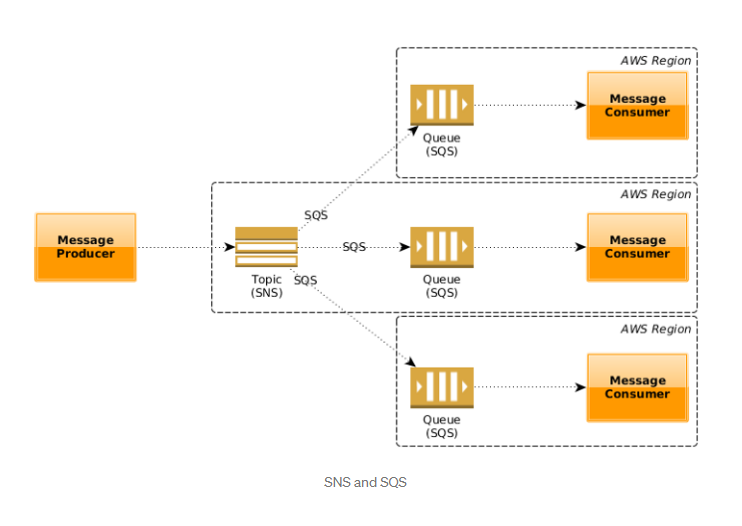 AWS Region
Message
Consumer
Queue
(SQS)
SQS
AWS Region
Message
Producer
SQS
Message
Consumer
Topic
(SNS)
SQS
Queue
(SQS)
AWS Region
Message
Consumer
Queue
(SQS)
SNS and SQS